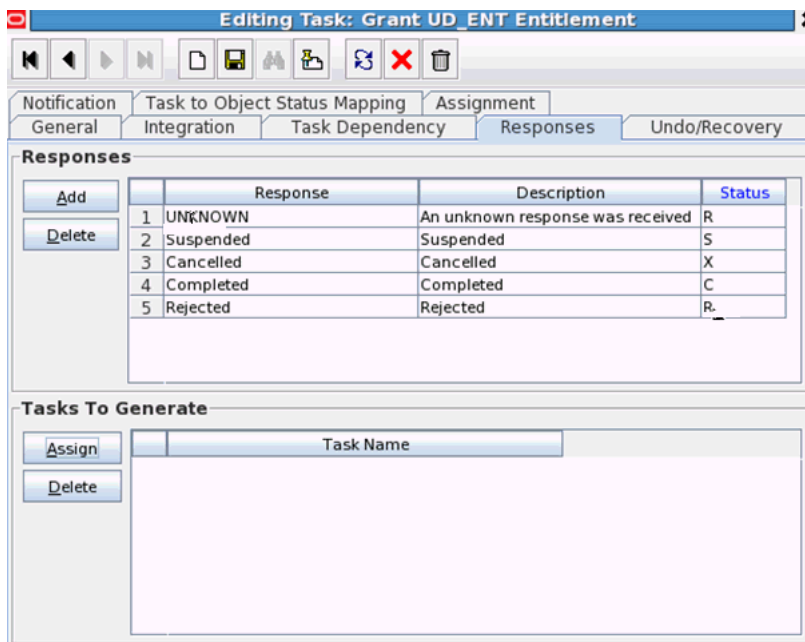 Editing Task: Grant UD_ENT Entitlement
Notification Task to Object Status Mapping Assignment
General Integration Task Dependency Responses Undo/Recovery
Responses
Add
Delete
Response Description Status
1 UNKNOWN An unknown response was received R
2 Suspended Suspended S
3 Cancelled Cancelled X
4 Completed Completed C
5 Rejected Rejected R
Tasks To Generate
Assign
Delete
Task Name